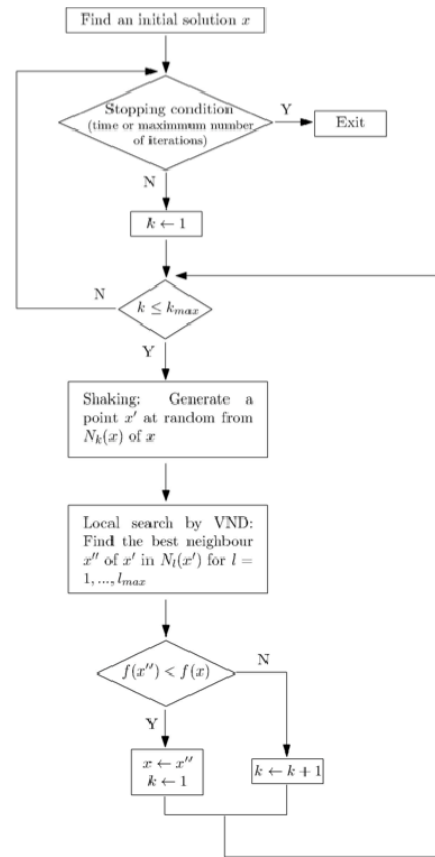 Find an initial solution x
Stopping condition
(time or maximmum number
of iterations)
Y
Exit
N
k ← 1
N
k ≤ k_max
Y
Shaking: Generate a
point x′ at random from
N_k(x) of x
Local search by VND:
Find the best neighbour
x″ of x′ in N_l(x′) for l =
1, ..., l_max
f(x″) < f(x)
N
Y
x ← x″
k ← 1
k ← k + 1